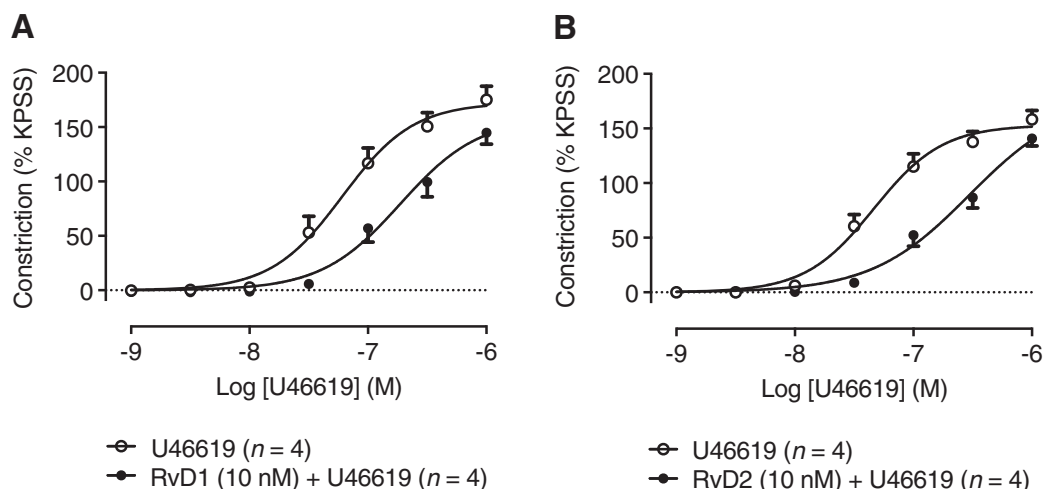 A
Constriction (% KPSS)
200
150
100
50
0
-9
-8
-7
-6
Log [U46619] (M)
U46619 (n = 4)
RvD1 (10 nM) + U46619 (n = 4)
B
Constriction (% KPSS)
200
150
100
50
0
-9
-8
-7
-6
Log [U46619] (M)
U46619 (n = 4)
RvD2 (10 nM) + U46619 (n = 4)